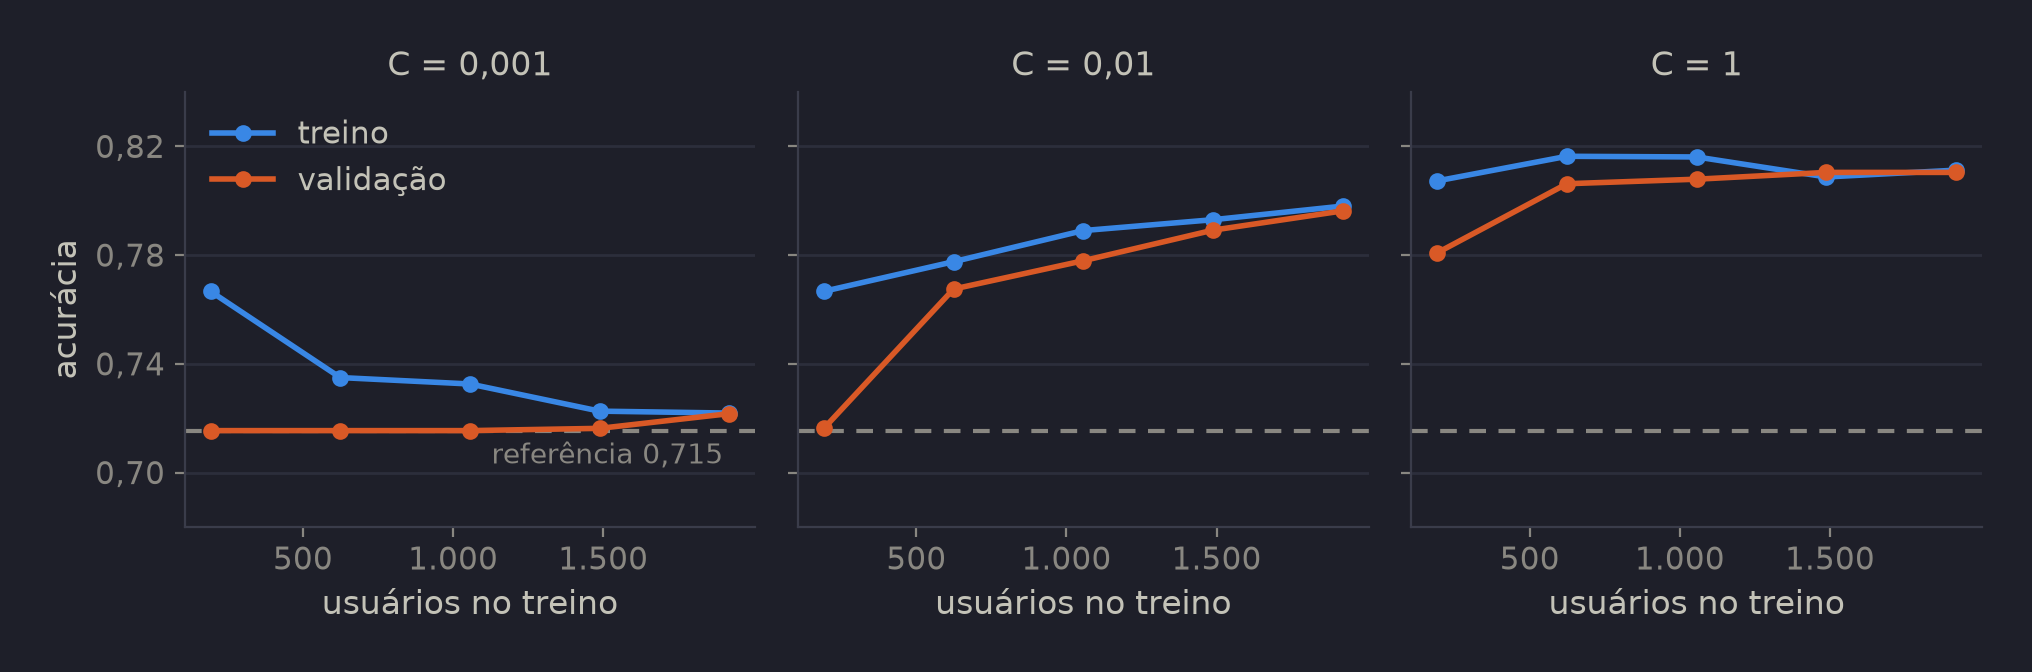 C = 0,001
C = 0,01
C = 1
treino
validação
acurácia
0,82
0,78
0,74
0,70
referência 0,715
500
1.000
1.500
500
1.000
1.500
500
1.000
1.500
usuários no treino
usuários no treino
usuários no treino